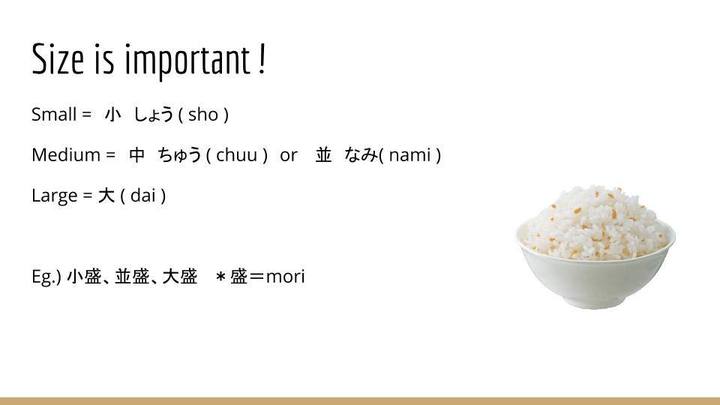 Size is important !
Small =  小  しょう ( sho )
Medium =  中  ちゅう ( chuu )  or  並  なみ( nami )
Large = 大 ( dai )
Eg.) 小盛、並盛、大盛　＊盛＝mori